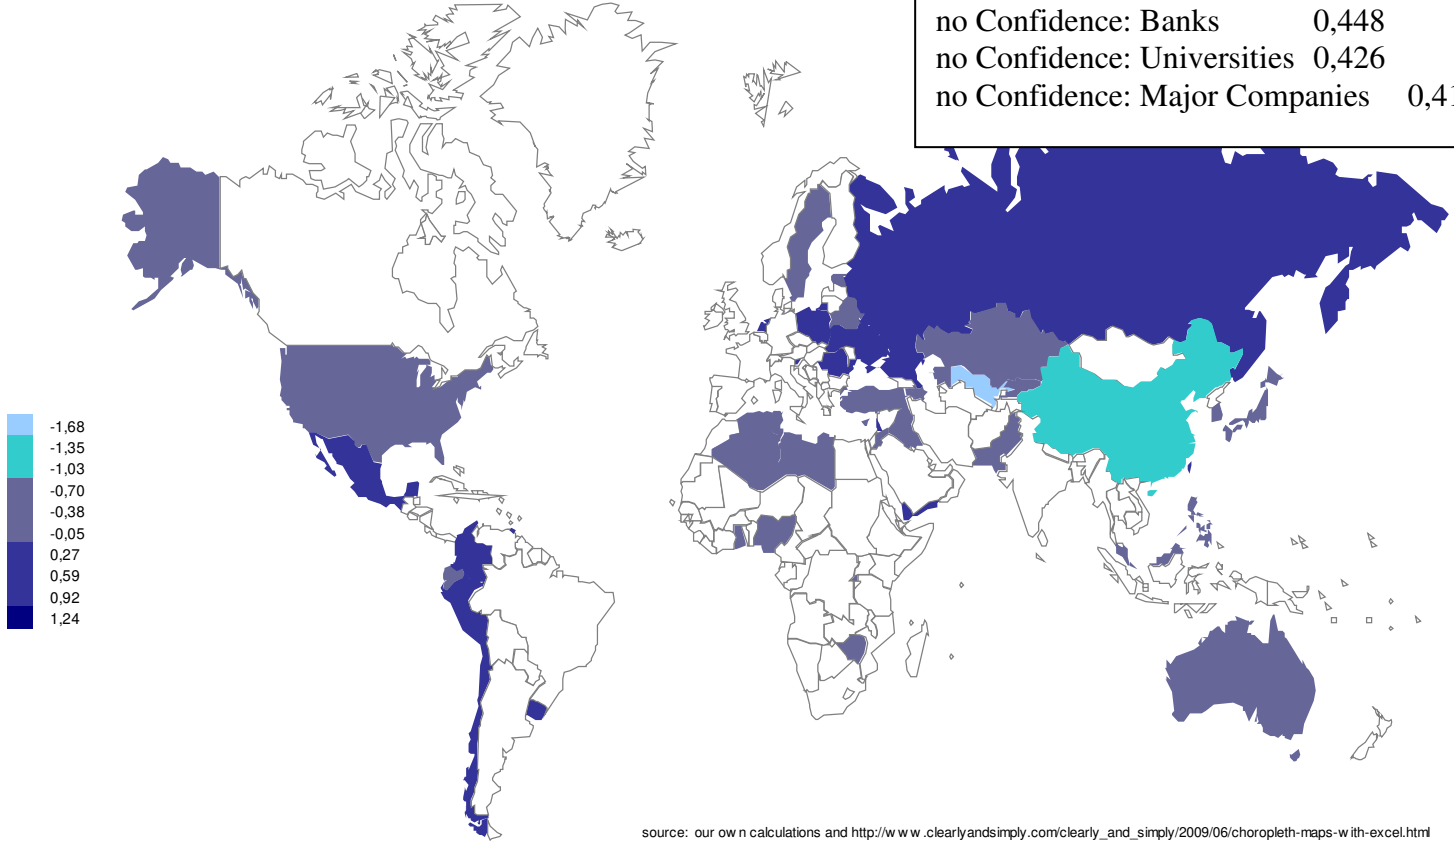 no Confidence: Banks 0,448
no Confidence: Universities 0,426
no Confidence: Major Companies
-1.68
-1.35
-1.03
-0.70
-0.38
-0.05
0,27
0,59
0,92
1,24
source: our own calculations and http://www.clearlyandsimply.com/clearly_and_simply/2009/06/choropleth-maps-with-excel.html